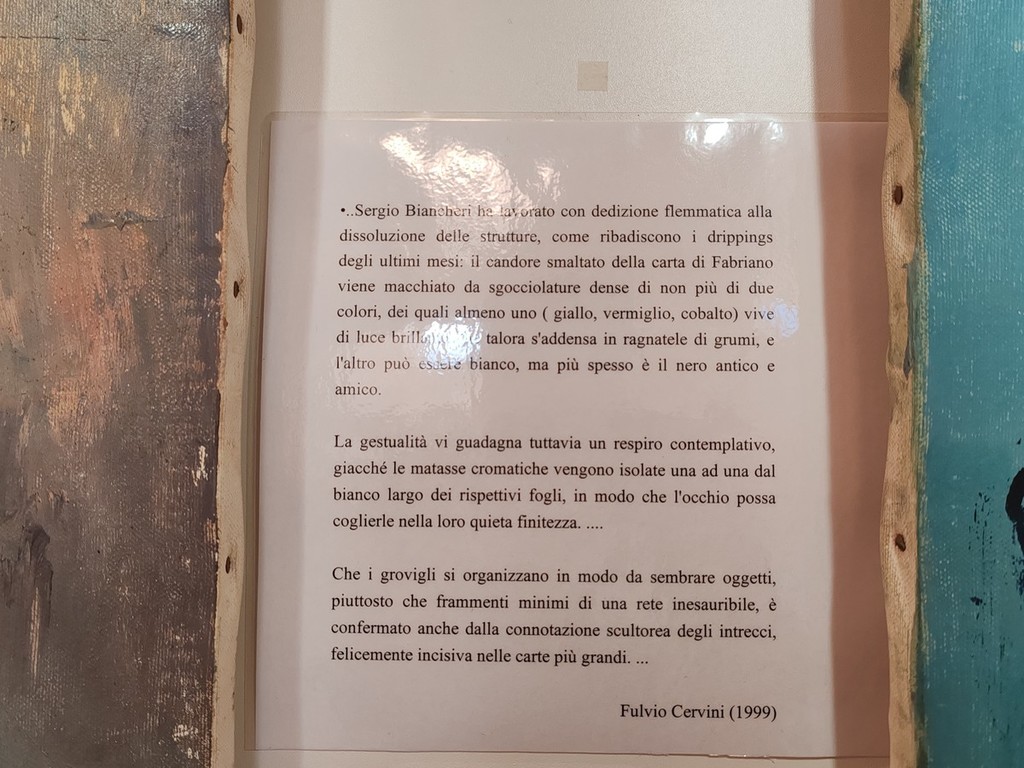 •..Sergio Biancheri ha lavorato con dedizione flemmatica alla
dissoluzione delle strutture, come ribadiscono i drippings
degli ultimi mesi: il candore smaltato della carta di Fabriano
viene macchiato da sgocciolature dense di non più di due
colori, dei quali almeno uno ( giallo, vermiglio, cobalto) vive
di luce talora s'addensa in ragnatele di grumi, e
l'altro può essere bianco, ma più spesso è il nero antico e
amico.
La gestualità vi guadagna tuttavia un respiro contemplativo,
giacché le matasse cromatiche vengono isolate una ad una dal
bianco largo dei rispettivi fogli, in modo che l'occhio possa
coglierle nella loro quieta finitezza. ....
Che i grovigli si organizzano in modo da sembrare oggetti,
piuttosto che frammenti minimi di una rete inesauribile, è
confermato anche dalla connotazione scultorea degli intrecci,
felicemente incisiva nelle carte più grandi. ...
Fulvio Cervini (1999)